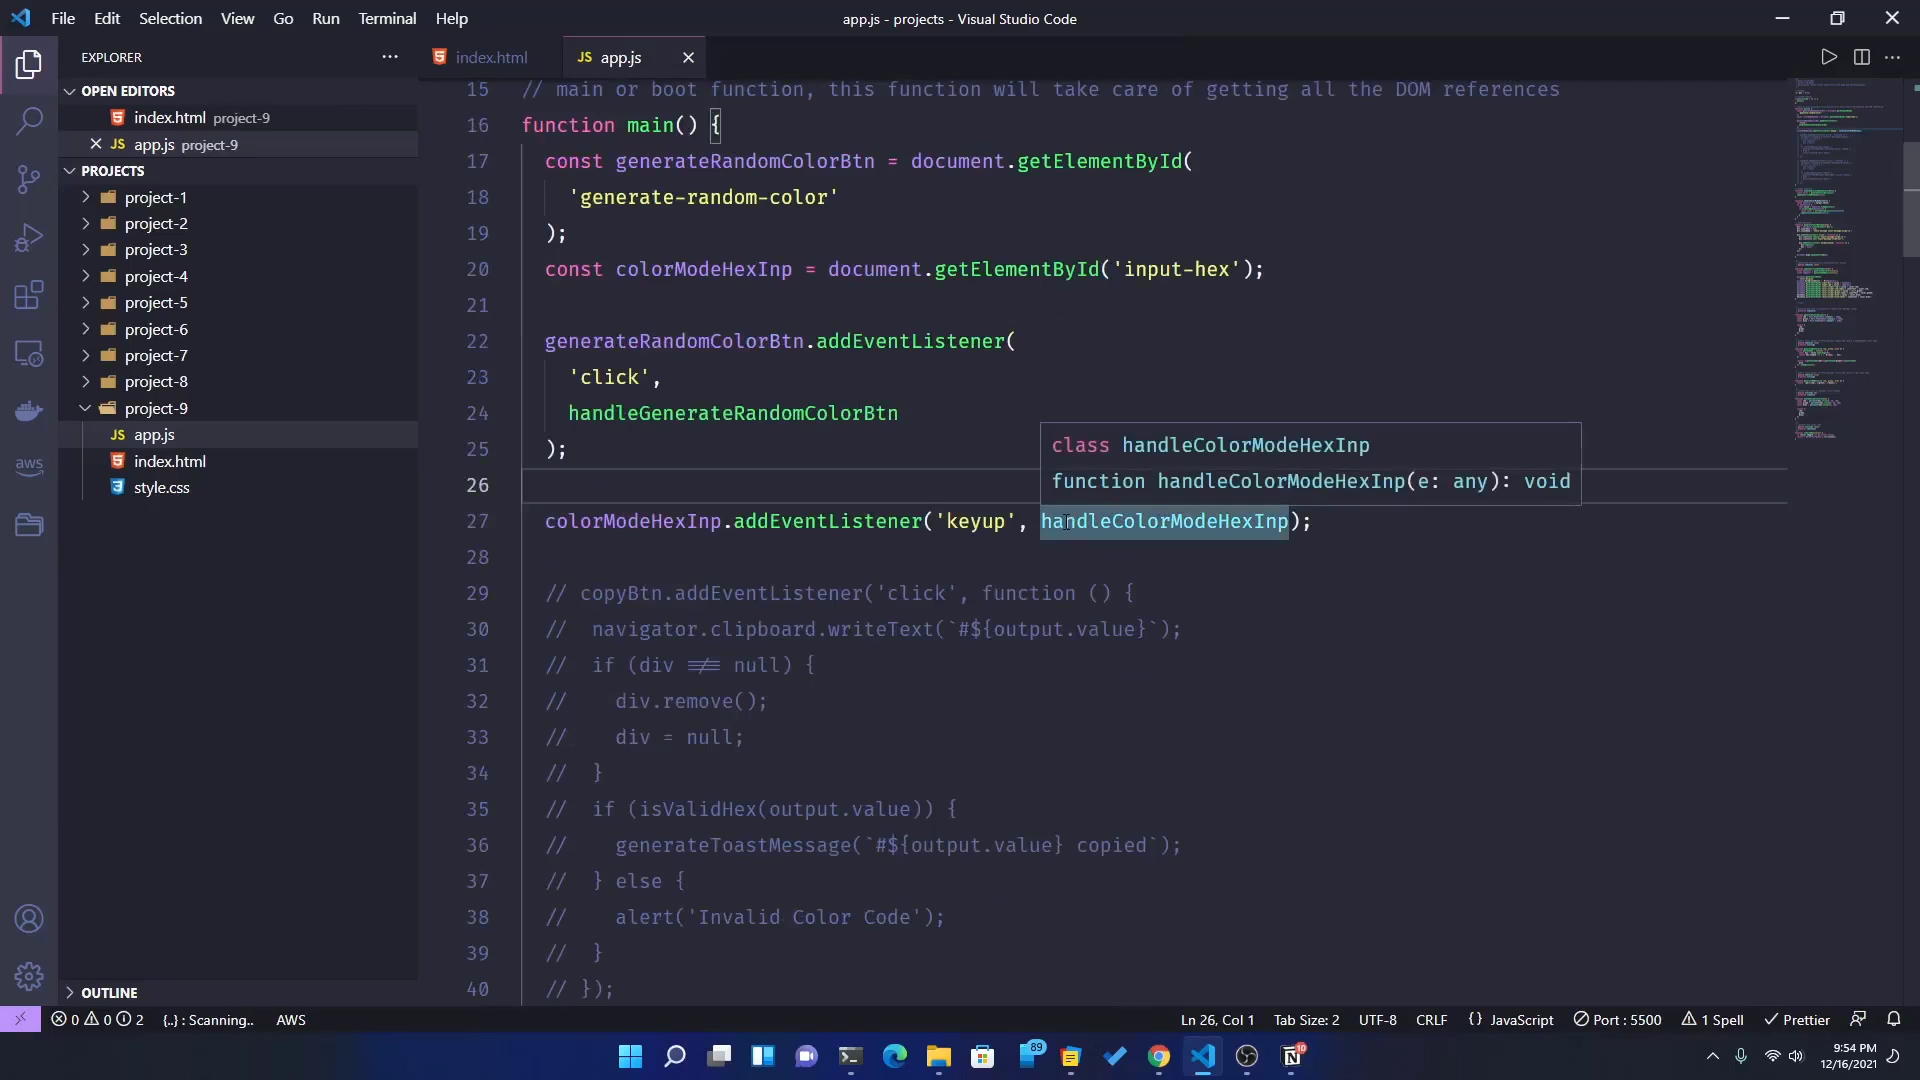 File Edit Selection View Go Run Terminal Help
app.js - projects - Visual Studio Code
EXPLORER
OPEN EDITORS
index.html project-9
JS app.js project-9
PROJECTS
project-1
project-2
project-3
project-4
project-5
project-6
project-7
project-8
project-9
JS app.js
index.html
style.css
OUTLINE
aws
index.html
JS app.js
15 // main or boot function, this function will take care of getting all the DOM references
16 function main() {
17 const generateRandomColorBtn = document.getElementById(
18 'generate-random-color'
19 );
20 const colorModeHexInp = document.getElementById('input-hex');
21
22 generateRandomColorBtn.addEventListener(
23 'click',
24 handleGenerateRandomColorBtn
25 );
class handleColorModeHexInp
function handleColorModeHexInp(e: any): void
26
27 colorModeHexInp.addEventListener('keyup', handleColorModeHexInp);
28
29 // copyBtn.addEventListener('click', function () {
30 // navigator.clipboard.writeText(`#${output.value}`);
31 // if (div !== null) {
32 // div.remove();
33 // div = null;
34 // }
35 // if (isValidHex(output.value)) {
36 // generateToastMessage(`#${output.value} copied`);
37 // } else {
38 // alert('Invalid Color Code');
39 // }
40 // });
0 0 2 {..} : Scanning.. AWS
Ln 26, Col 1 Tab Size: 2 UTF-8 CRLF {} JavaScript Port : 5500 1 Spell Prettier
89
10
9:54 PM
12/16/2021